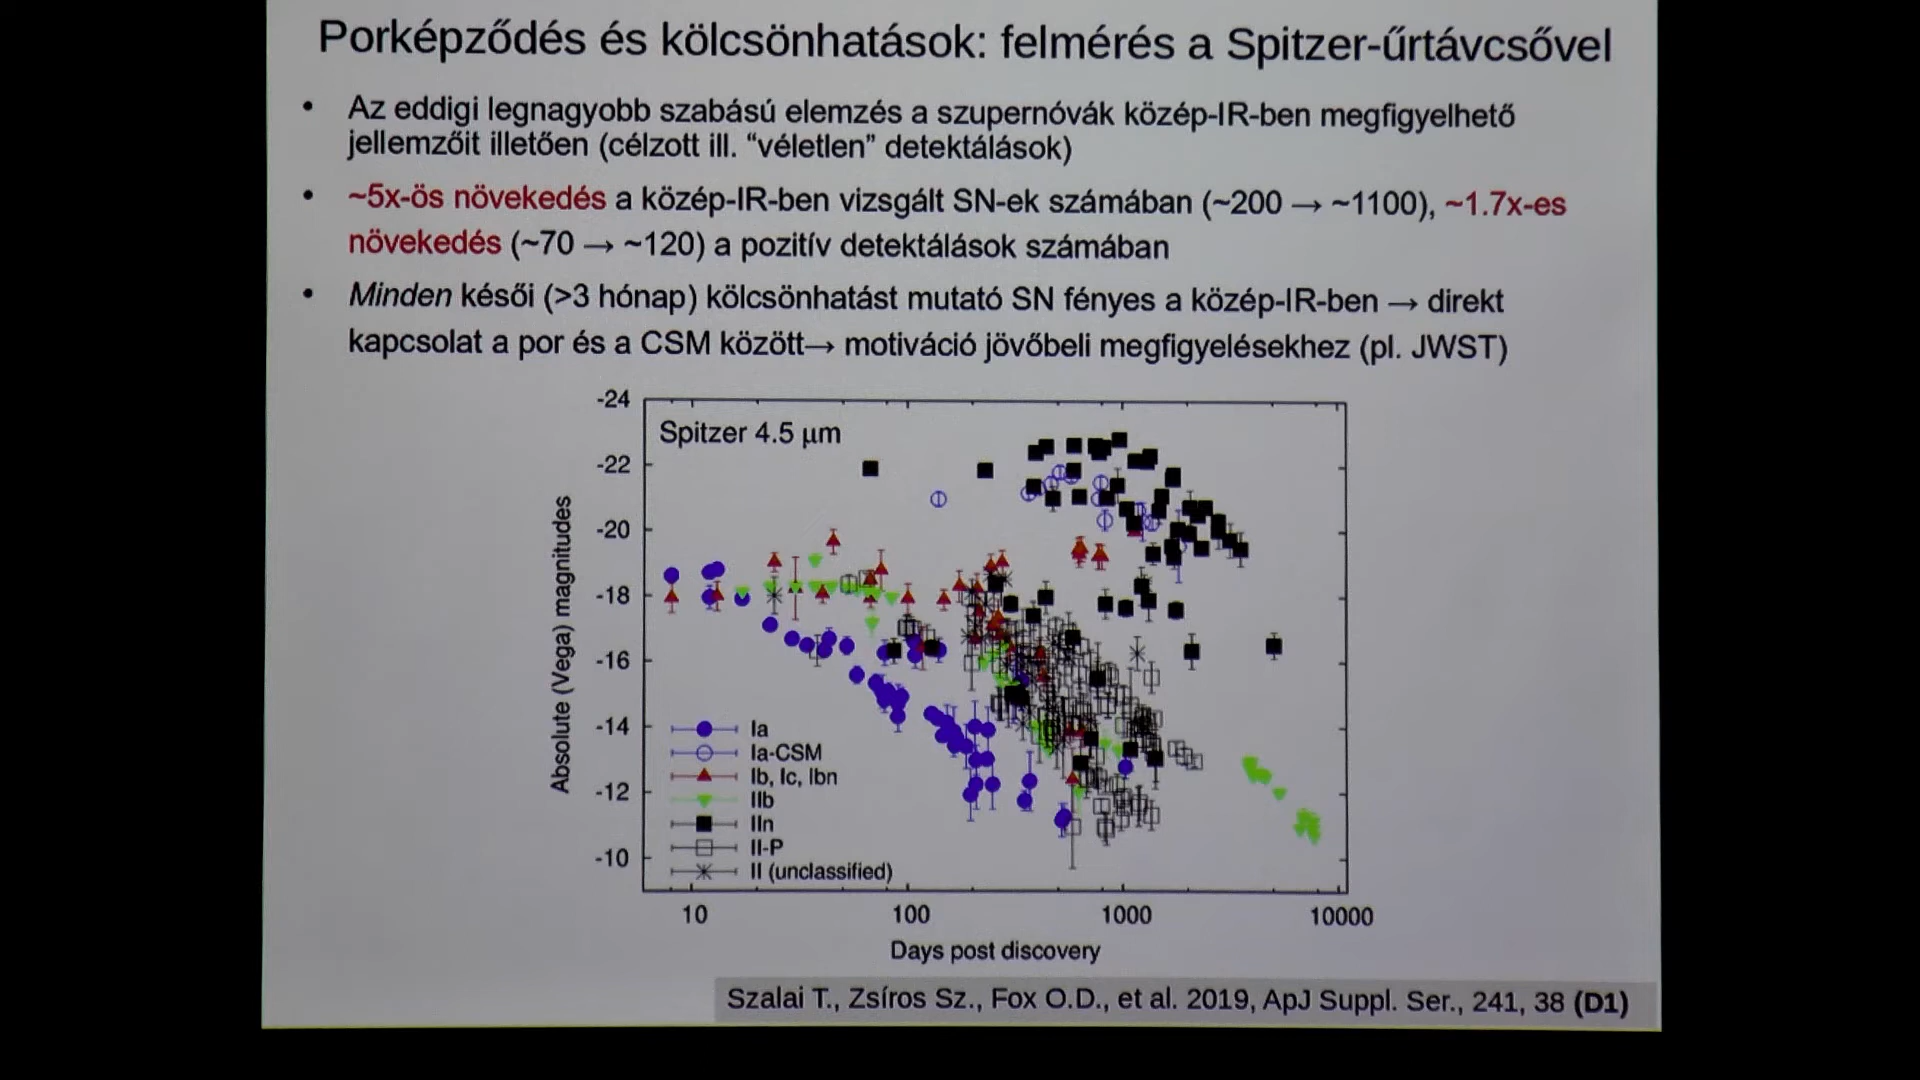 Porképződés és kölcsönhatások: felmérés a Spitzer-űrtávcsővel
• Az eddigi legnagyobb szabású elemzés a szupernóvák közép-IR-ben megfigyelhető
jellemzőit illetően (célzott ill. “véletlen” detektálások)
• ~5x-ös növekedés a közép-IR-ben vizsgált SN-ek számában (~200 → ~1100), ~1.7x-es
növekedés (~70 → ~120) a pozitív detektálások számában
• Minden késői (>3 hónap) kölcsönhatást mutató SN fényes a közép-IR-ben → direkt
kapcsolat a por és a CSM között→ motiváció jövőbeli megfigyelésekhez (pl. JWST)
Spitzer 4.5 μm
Absolute (Vega) magnitudes
-24
-22
-20
-18
-16
-14
-12
-10
Ia
Ia-CSM
Ib, Ic, Ibn
IIb
IIn
II-P
II (unclassified)
10 100 1000 10000
Days post discovery
Szalai T., Zsíros Sz., Fox O.D., et al. 2019, ApJ Suppl. Ser., 241, 38 (D1)